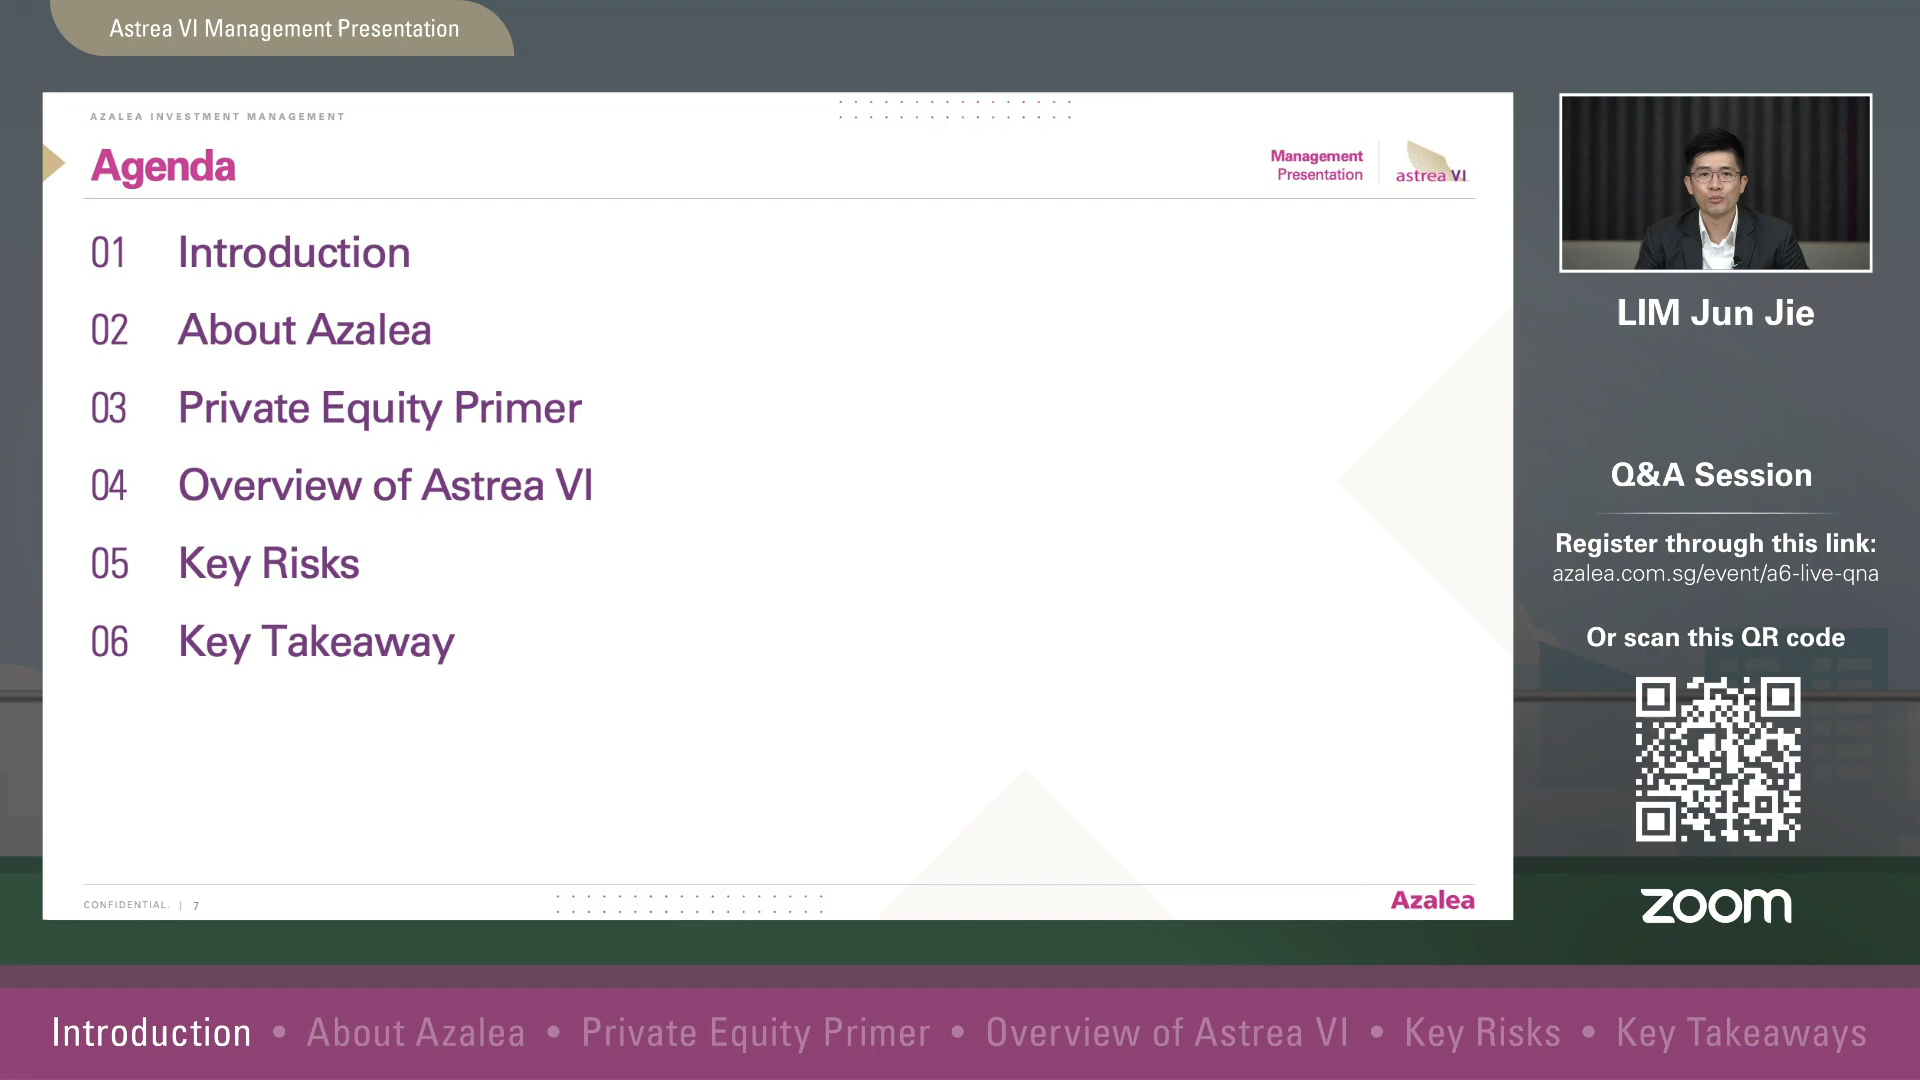 Astrea VI Management Presentation
AZALEA INVESTMENT MANAGEMENT
Agenda
Management
Presentation
astrea VI
01 Introduction
02 About Azalea
03 Private Equity Primer
04 Overview of Astrea VI
05 Key Risks
06 Key Takeaway
CONFIDENTIAL. | 7
Azalea
LIM Jun Jie
Q&A Session
Register through this link:
azalea.com.sg/event/a6-live-qna
Or scan this QR code
zoom
Introduction • About Azalea • Private Equity Primer • Overview of Astrea VI • Key Risks • Key Takeaways